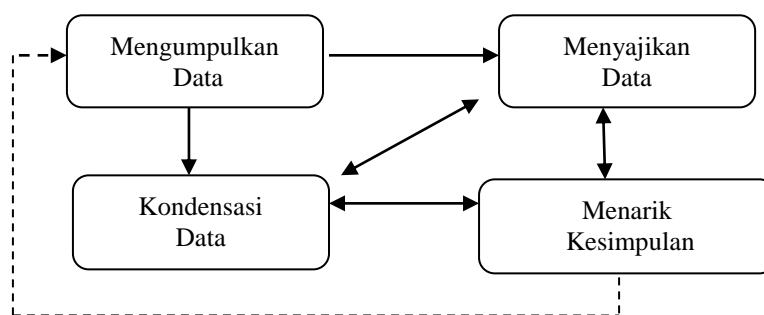 Mengumpulkan
Data
Menyajikan
Data
Kondensasi
Data
Menarik
Kesimpulan